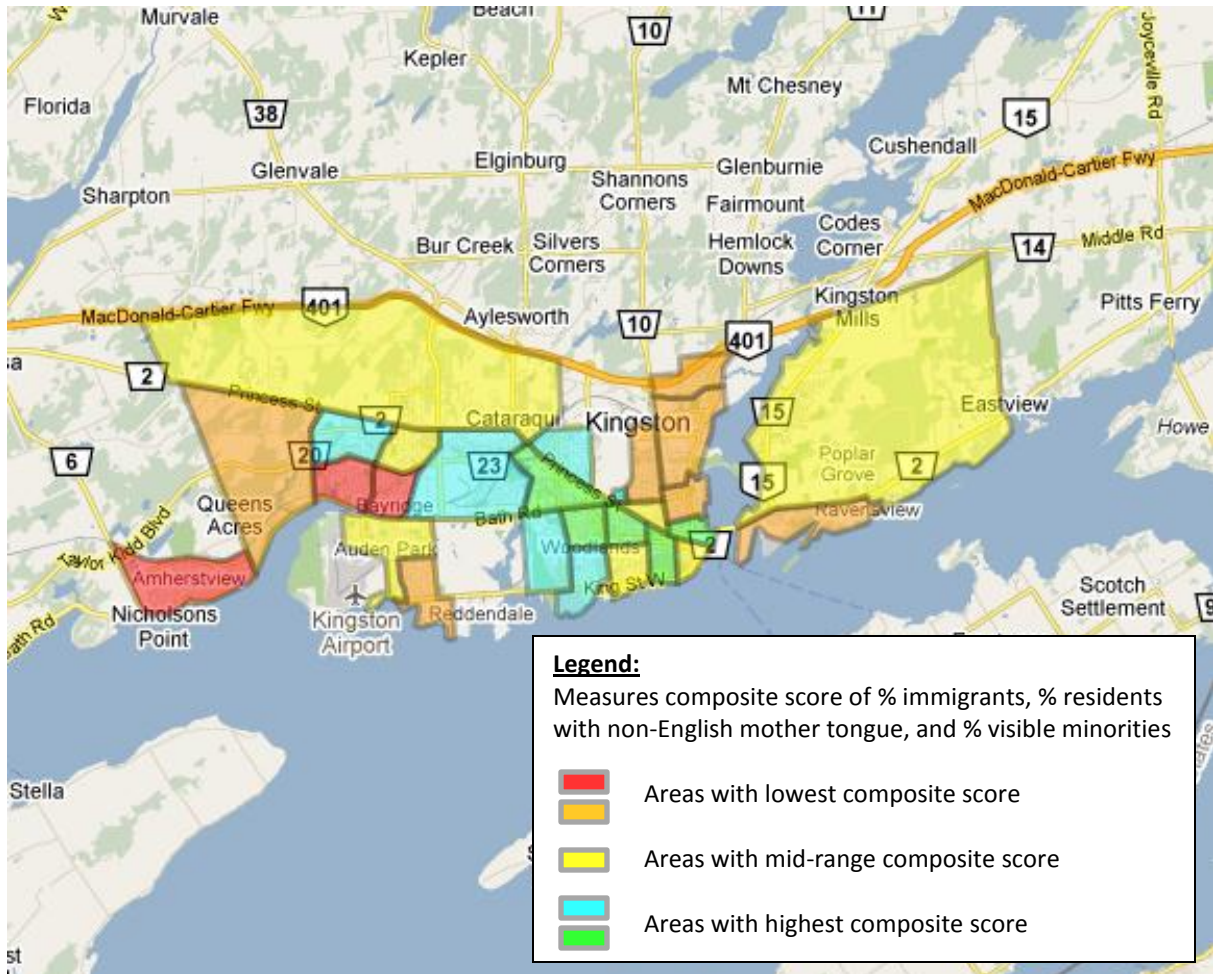 Murvale
Beach
10
11
Kepler
Mt Chesney
Joyceville Rd
Florida
38
15
Cushendall
Elginburg
Glenburnie
Glenvale
Shannons
Corners
MacDonald-Cartier Fwy
Sharpton
Fairmount
Codes
Corner
Bur Creek
Silvers
Corners
Hemlock
Downs
14
Middle Rd
Kingston
Mills
Pitts Ferry
MacDonald-Cartier Fwy
401
Aylesworth
10
401
2
Princess St
2
Cataraqui
Kingston
15
Eastview
Howe
6
20
23
Princess St
Poplar
Grove
2
15
Queens
Acres
Bayridge
Bath Rd
Ravensview
Taylor Kidd Blvd
Auden Park
Woodlands
2
Amherstview
King St W
Scotch
Settlement
9
Nicholsons
Point
Kingston
Airport
Reddendale
Bath Rd
Legend:
Measures composite score of % immigrants, % residents
with non-English mother tongue, and % visible minorities
Areas with lowest composite score
Areas with mid-range composite score
Areas with highest composite score
Stella
st